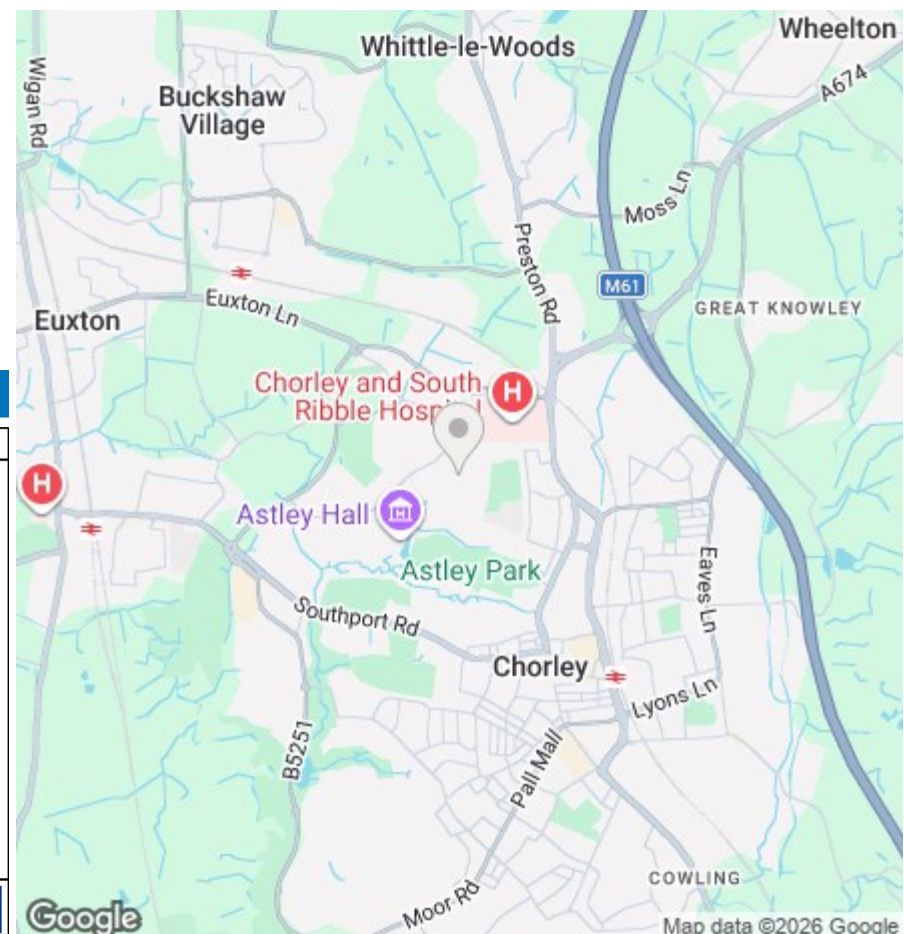 Whittle-le-Woods
Wheelton
Wigan Rd
Buckshaw
Village
A674
Moss Ln
Preston Rd
M61
Euxton Ln
Euxton
GREAT KNOWLEY
Chorley and South
Ribble Hospital
H
H
Astley Hall
Astley Park
Eaves Ln
Southport Rd
Chorley
Lyons Ln
B5251
Pall Mall
COWLING
Moor Rd
Google
Map data ©2026 Google